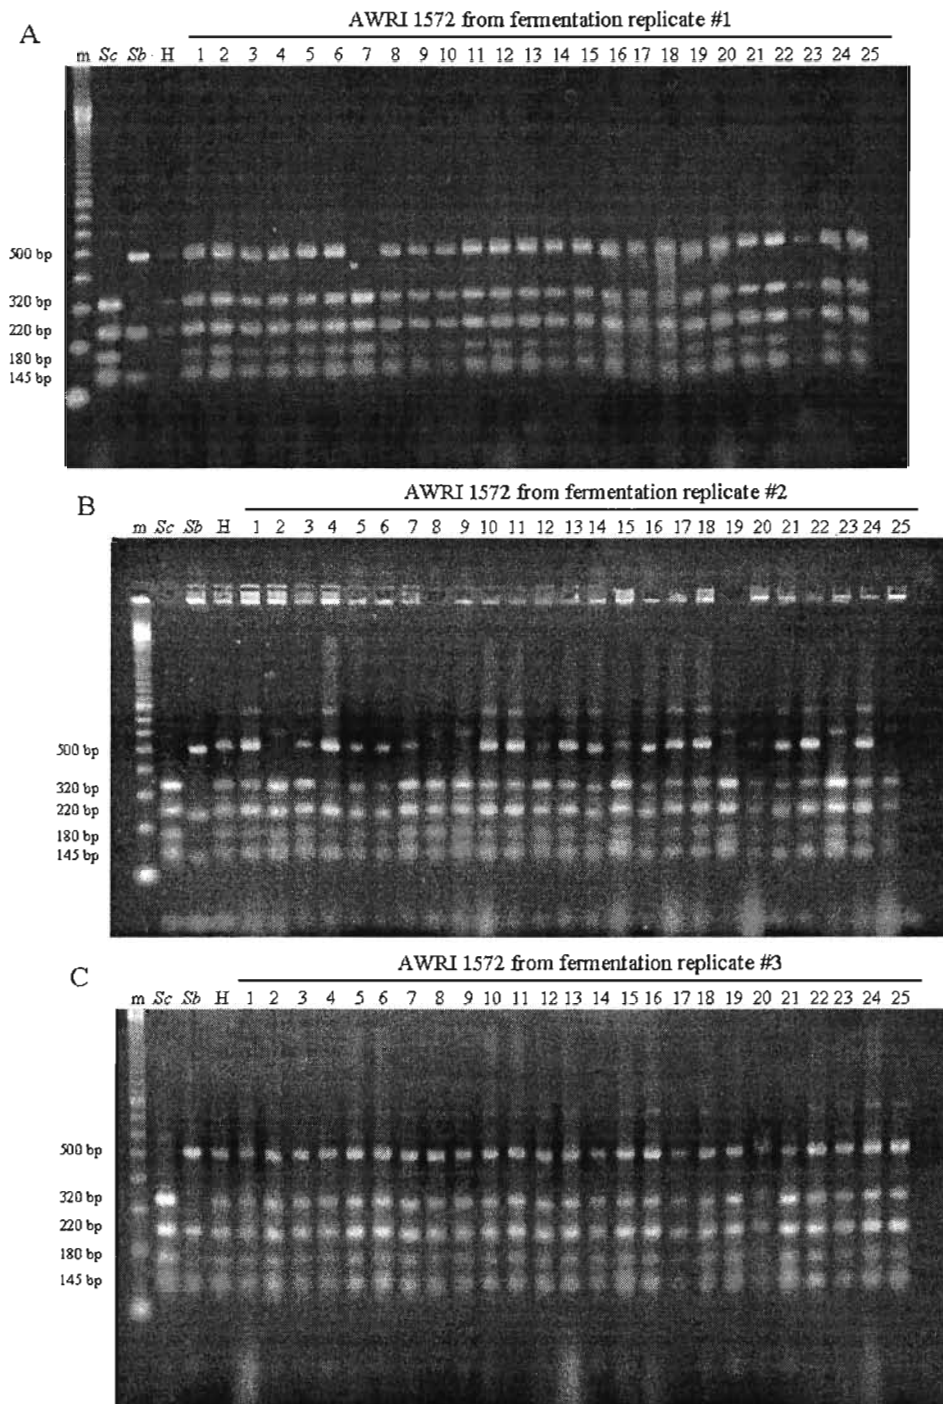 A
AWRI 1572 from fermentation replicate #1
m Sc Sb H 1 2 3 4 5 6 7 8 9 10 11 12 13 14 15 16 17 18 19 20 21 22 23 24 25
500 bp
320 bp
220 bp
180 bp
145 bp
B
AWRI 1572 from fermentation replicate #2
m Sc Sb H 1 2 3 4 5 6 7 8 9 10 11 12 13 14 15 16 17 18 19 20 21 22 23 24 25
500 bp
320 bp
220 bp
180 bp
145 bp
C
AWRI 1572 from fermentation replicate #3
m Sc Sb H 1 2 3 4 5 6 7 8 9 10 11 12 13 14 15 16 17 18 19 20 21 22 23 24 25
500 bp
320 bp
220 bp
180 bp
145 bp